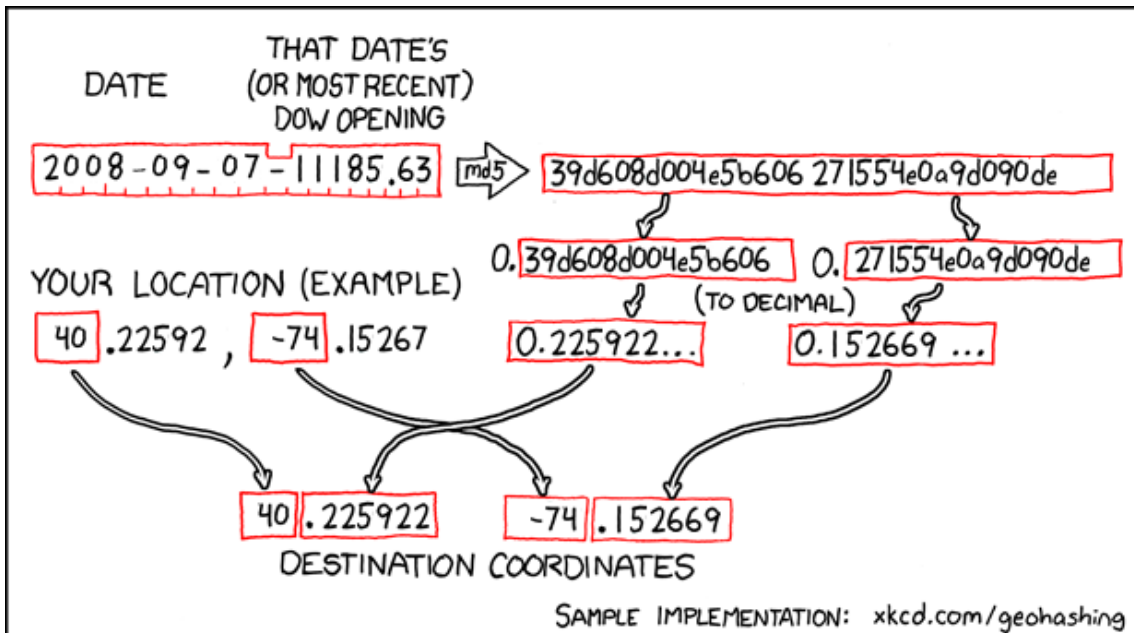 DATE
THAT DATE'S
(OR MOST RECENT)
DOW OPENING
2008-09-07-11185.63
md5
39d608d004e5b606 271554e0a9d090de
0.39d608d004e5b606
0.271554e0a9d090de
(TO DECIMAL)
0.225922...
0.152669 ...
YOUR LOCATION (EXAMPLE)
40.22592, -74.15267
40.225922 -74.152669
DESTINATION COORDINATES
SAMPLE IMPLEMENTATION: xkcd.com/geohashing